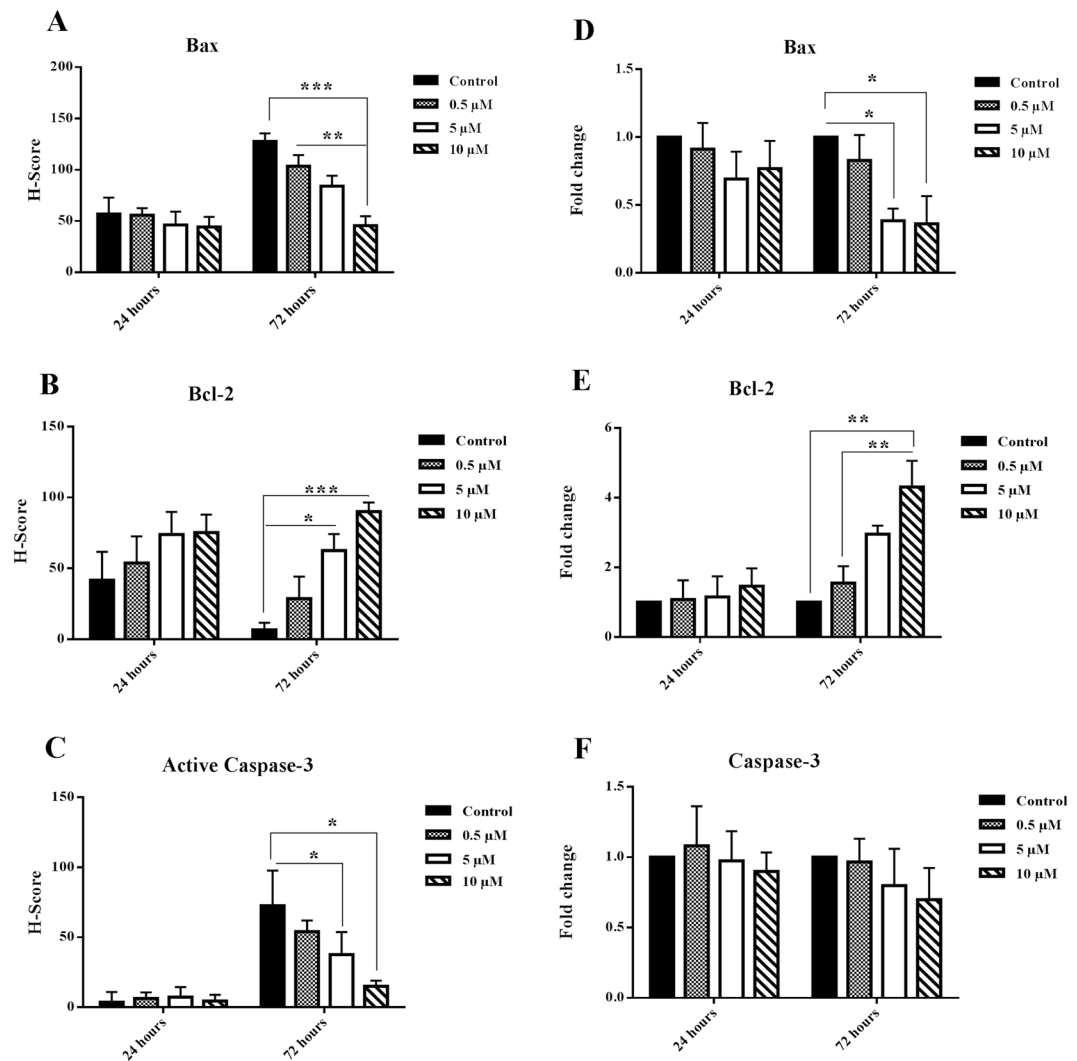 A
Bax
200
150
100
50
0
H-Score
***
**
24 hours
72 hours
Control
0.5 µM
5 µM
10 µM
D
Bax
1.5
1.0
0.5
0.0
Fold change
*
*
24 hours
72 hours
Control
0.5 µM
5 µM
10 µM
B
Bcl-2
150
100
50
0
H-Score
***
*
24 hours
72 hours
Control
0.5 µM
5 µM
10 µM
E
Bcl-2
6
4
2
0
Fold change
**
**
24 hours
72 hours
Control
0.5 µM
5 µM
10 µM
C
Active Caspase-3
150
100
50
0
H-Score
*
*
24 hours
72 hours
Control
0.5 µM
5 µM
10 µM
F
Caspase-3
1.5
1.0
0.5
0.0
Fold change
24 hours
72 hours
Control
0.5 µM
5 µM
10 µM